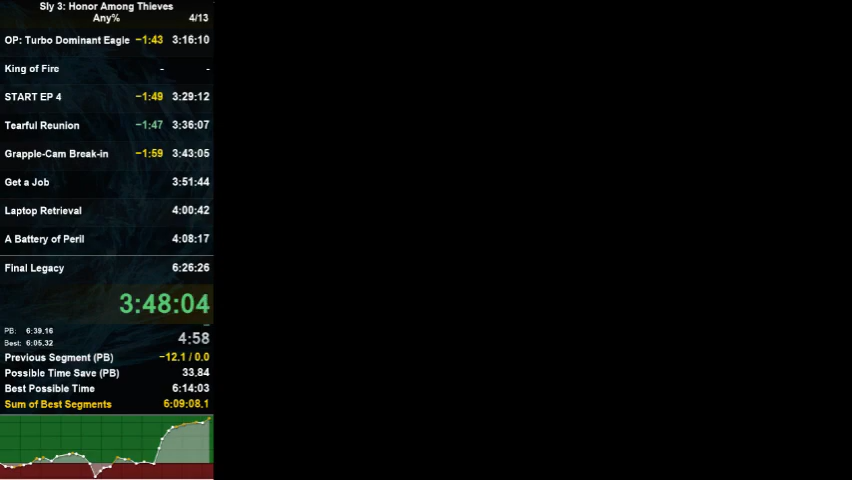 Sly 3: Honor Among Thieves
Any% 4/13
OP: Turbo Dominant Eagle −1:43 3:16:10
King of Fire - -
START EP 4 −1:49 3:29:12
Tearful Reunion −1:47 3:36:07
Grapple-Cam Break-in −1:59 3:43:05
Get a Job 3:51:44
Laptop Retrieval 4:00:42
A Battery of Peril 4:08:17
Final Legacy 6:26:26
3:48:04
PB: 6:39.16
Best: 6:05.32
4:58
Previous Segment (PB) −12.1 / 0.0
Possible Time Save (PB) 33.84
Best Possible Time 6:14:03
Sum of Best Segments 6:09:08.1